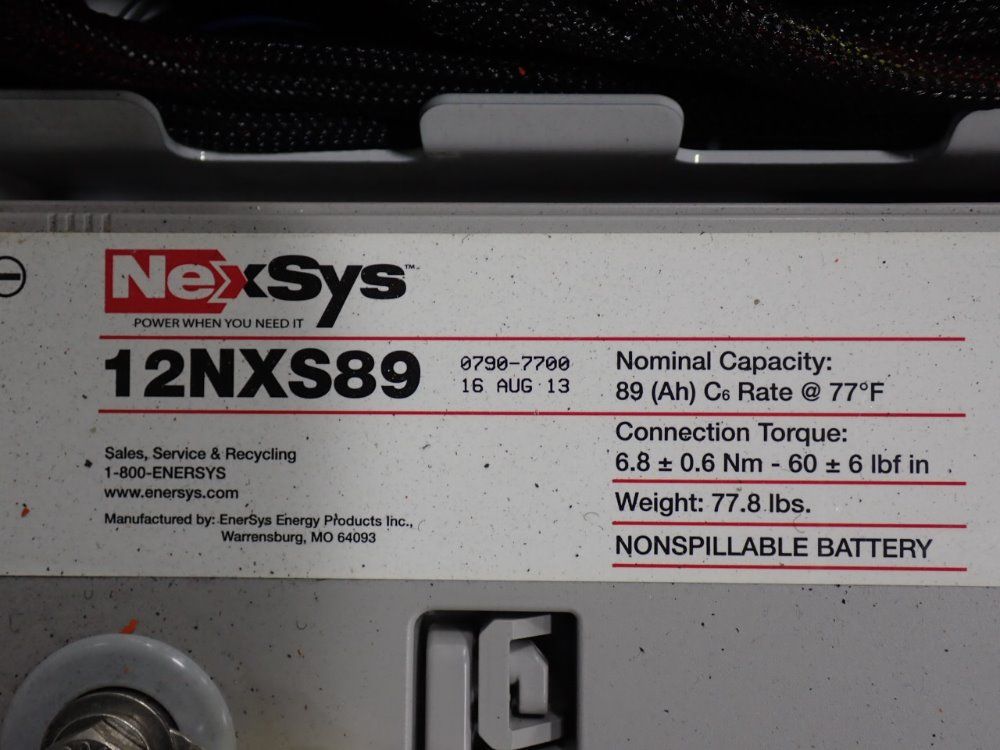 NexSys™
POWER WHEN YOU NEED IT
12NXS89
0790-7700
16 AUG 13
Nominal Capacity:
89 (Ah) C₆ Rate @ 77°F
Connection Torque:
6.8 ± 0.6 Nm - 60 ± 6 lbf in
Weight: 77.8 lbs.
NONSPILLABLE BATTERY
Sales, Service & Recycling
1-800-ENERSYS
www.enersys.com
Manufactured by: EnerSys Energy Products Inc.,
Warrensburg, MO 64093